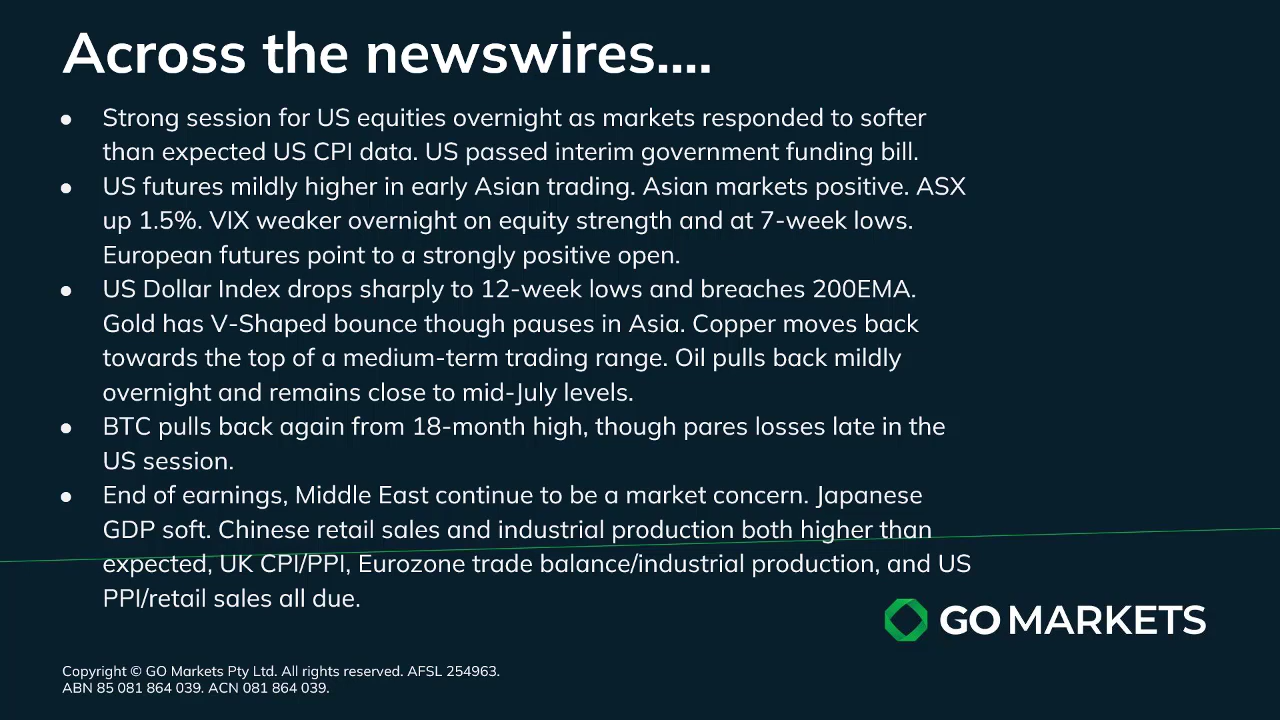 Across the newswires....
● Strong session for US equities overnight as markets responded to softer
than expected US CPI data. US passed interim government funding bill.
● US futures mildly higher in early Asian trading. Asian markets positive. ASX
up 1.5%. VIX weaker overnight on equity strength and at 7-week lows.
European futures point to a strongly positive open.
● US Dollar Index drops sharply to 12-week lows and breaches 200EMA.
Gold has V-Shaped bounce though pauses in Asia. Copper moves back
towards the top of a medium-term trading range. Oil pulls back mildly
overnight and remains close to mid-July levels.
● BTC pulls back again from 18-month high, though pares losses late in the
US session.
● End of earnings, Middle East continue to be a market concern. Japanese
GDP soft. Chinese retail sales and industrial production both higher than
expected, UK CPI/PPI, Eurozone trade balance/industrial production, and US
PPI/retail sales all due.
GO MARKETS
Copyright © GO Markets Pty Ltd. All rights reserved. AFSL 254963.
ABN 85 081 864 039. ACN 081 864 039.